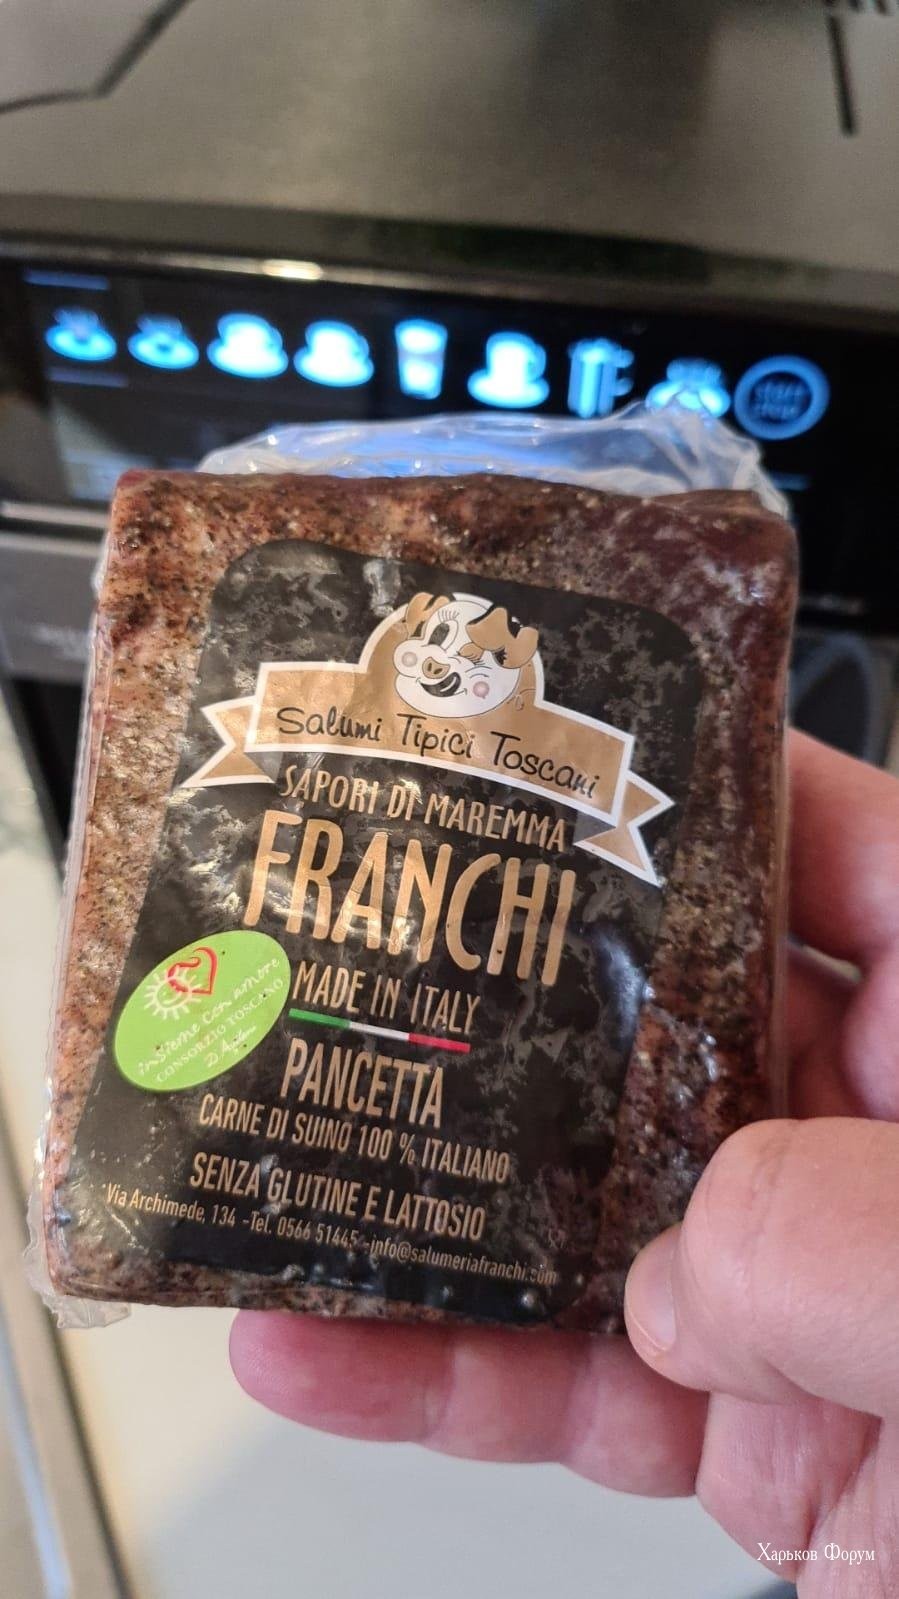 Salumi Tipici Toscani
SAPORI DI MAREMMA
FRANCHI
MADE IN ITALY
insieme con amore
CONSORZIO TOSCANO
PANCETTA
CARNE DI SUINO 100 % ITALIANO
SENZA GLUTINE E LATTOSIO
Via Archimede, 134 -Tel. 0566 51445 -info@salumeriafranchi.com
Харьков Форум